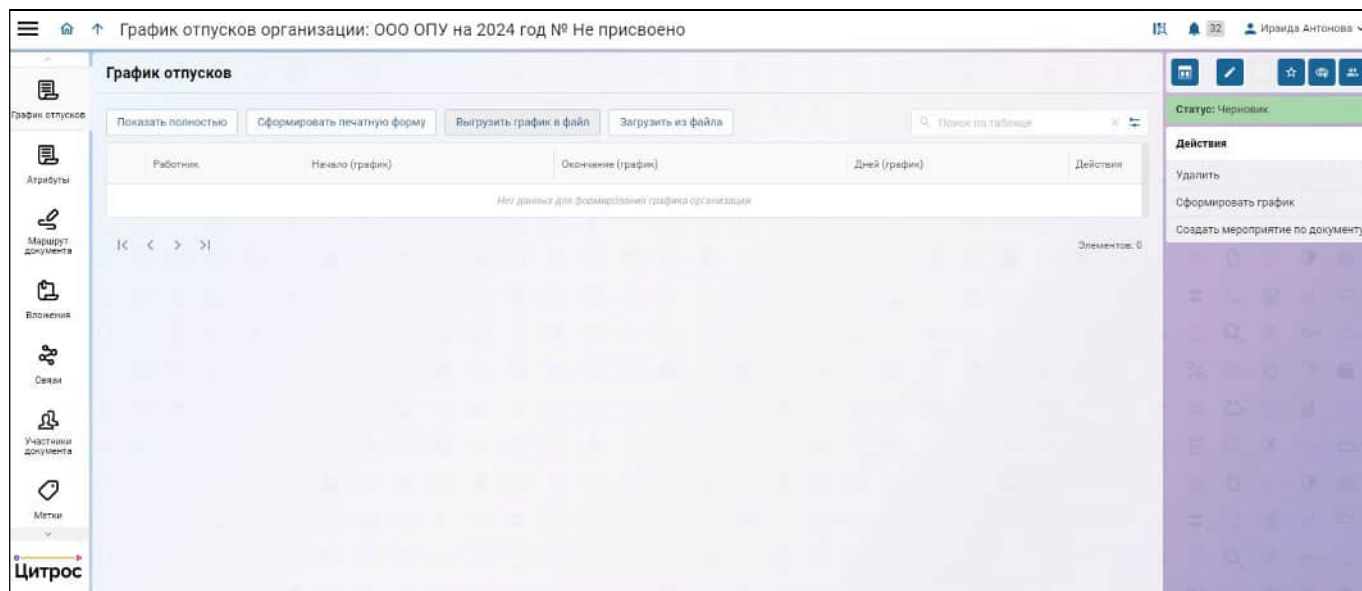 График отпусков организации: ООО ОПУ на 2024 год № Не присвоено
32
Ираида Антонова
График отпусков
Показать полностью
Сформировать печатную форму
Выгрузить график в файл
Загрузить из файла
Поиск по таблице
Работник
Начало (график)
Окончание (график)
Дней (график)
Действия
Нет данных для формирования графика организации
Элементов: 0
График отпусков
Атрибуты
Маршрут
документа
Вложения
Связи
Участники
документа
Метки
Цитрос
Статус: Черновик
Действия
Удалить
Сформировать график
Создать мероприятие по документу